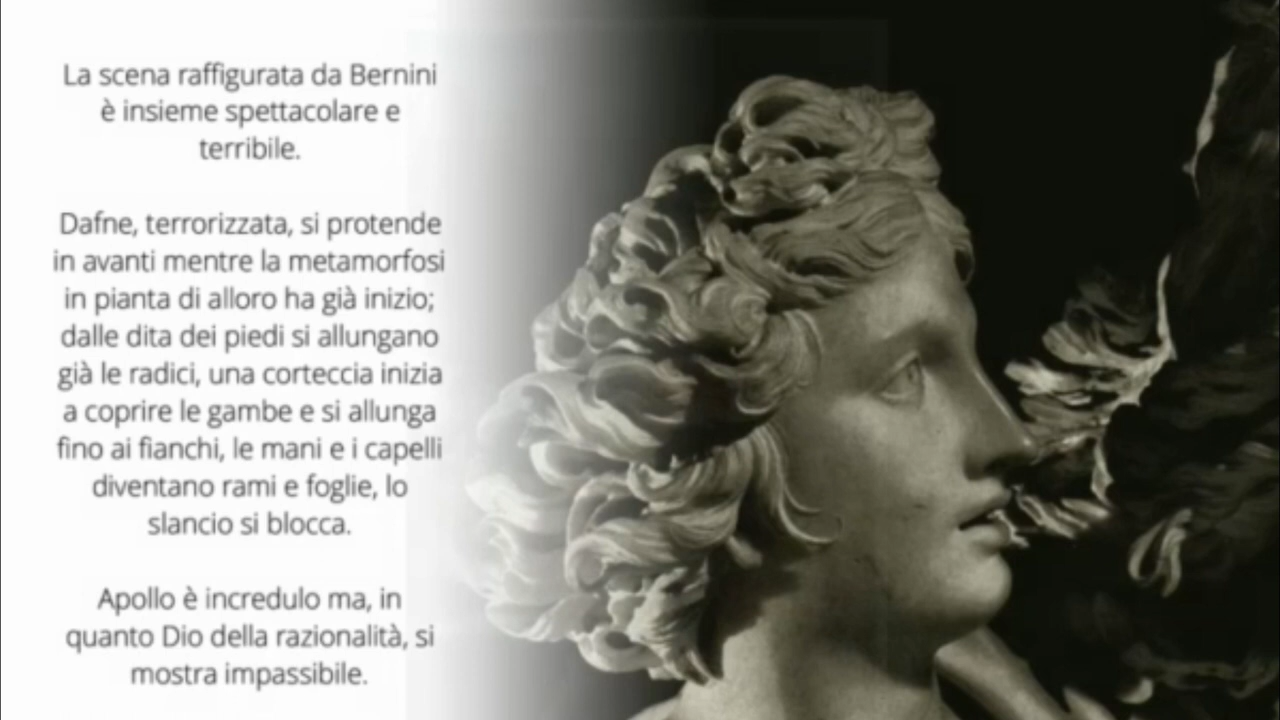 La scena raffigurata da Bernini
è insieme spettacolare e
terribile.
Dafne, terrorizzata, si protende
in avanti mentre la metamorfosi
in pianta di alloro ha già inizio;
dalle dita dei piedi si allungano
già le radici, una corteccia inizia
a coprire le gambe e si allunga
fino ai fianchi, le mani e i capelli
diventano rami e foglie, lo
slancio si blocca.
Apollo è incredulo ma, in
quanto Dio della razionalità, si
mostra impassibile.